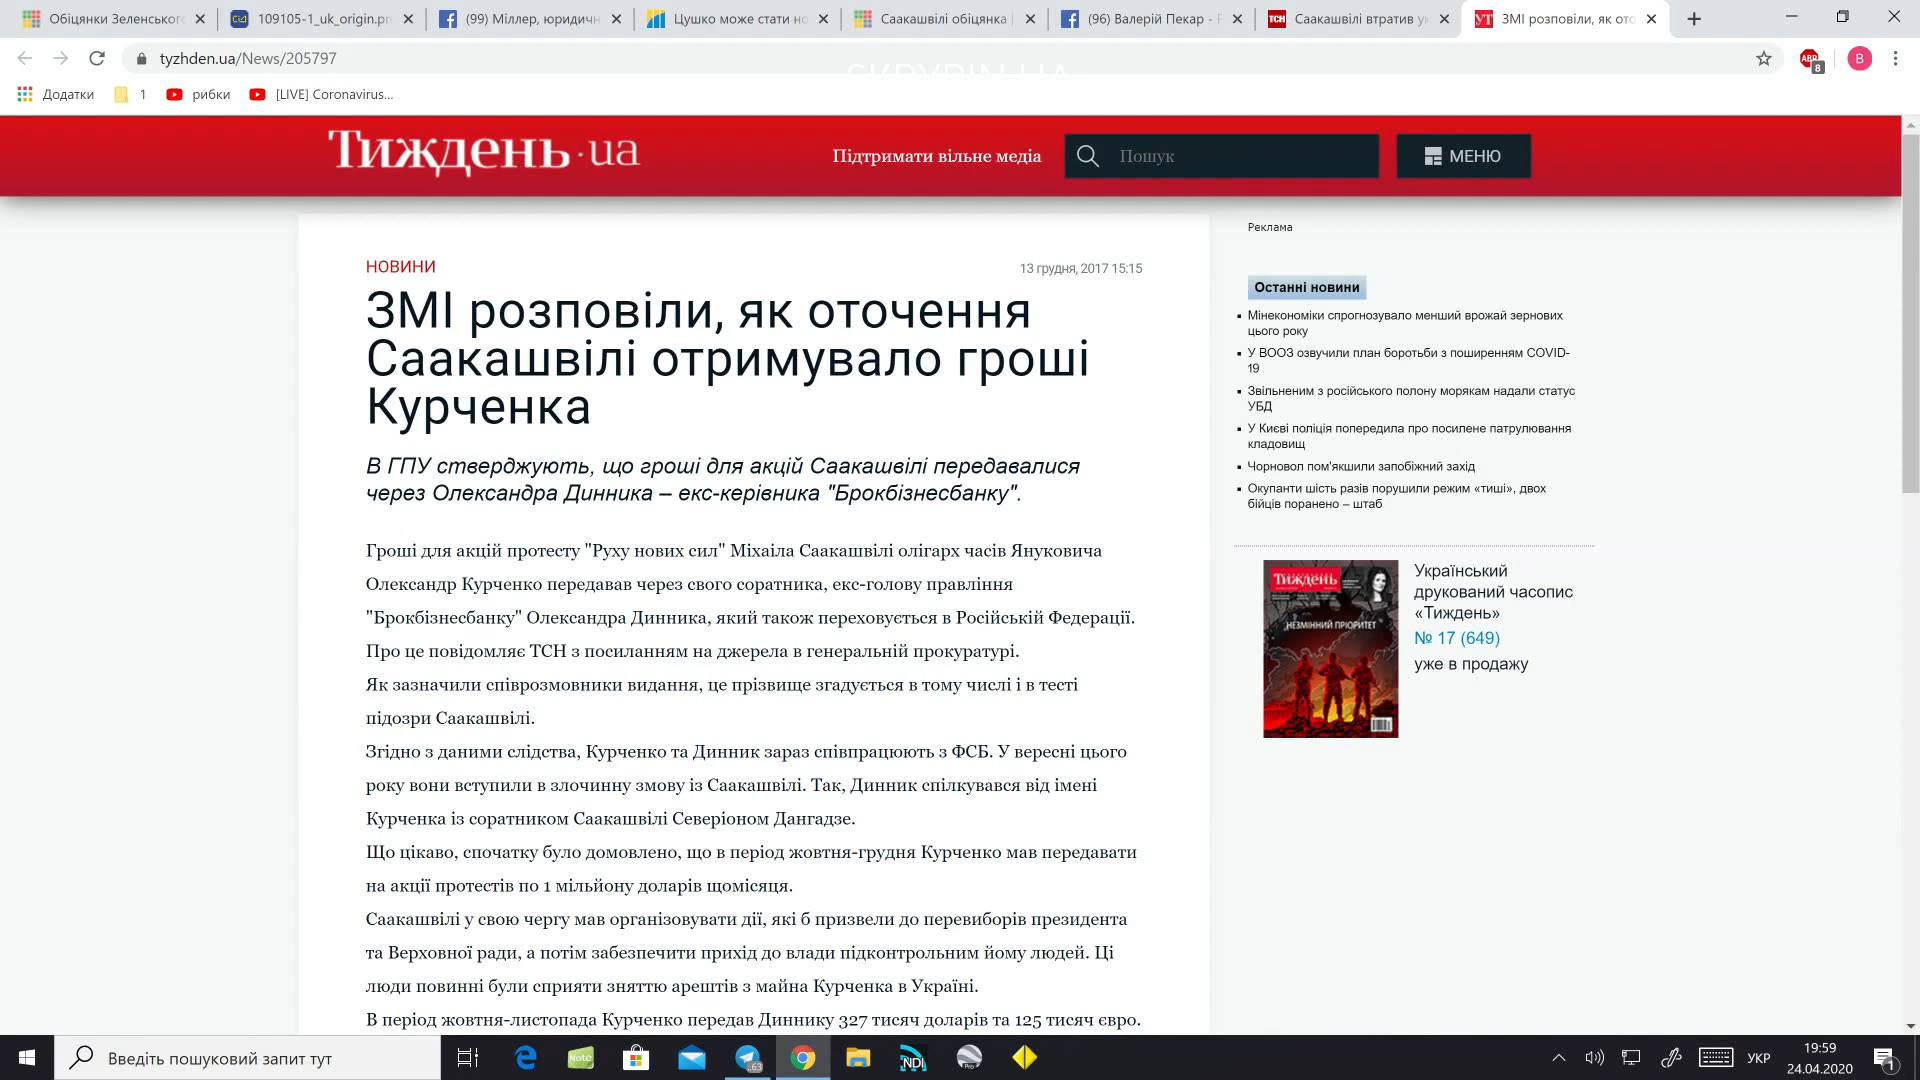 Обіцянки Зеленського
109105-1_uk_origin.pn
(99) Міллер, юридичн
Цушко може стати но
Саакашвілі обіцянка
(96) Валерій Пекар - F
ТСН Саакашвілі втратив ук
УТ ЗМІ розповіли, як ото
tyzhden.ua/News/205797
SKRYPIN.UA
ABP 8
B
Додатки
1
рибки
[LIVE] Coronavirus...
Тиждень.ua
Підтримати вільне медіа
Пошук
МЕНЮ
НОВИНИ
13 грудня, 2017 15:15
ЗМІ розповіли, як оточення
Саакашвілі отримувало гроші
Курченка
В ГПУ стверджують, що гроші для акцій Саакашвілі передавалися
через Олександра Динника – екс-керівника "Брокбізнесбанку".
Гроші для акцій протесту "Руху нових сил" Міхаіла Саакашвілі олігарх часів Януковича
Олександр Курченко передавав через свого соратника, екс-голову правління
"Брокбізнесбанку" Олександра Динника, який також переховується в Російській Федерації.
Про це повідомляє ТСН з посиланням на джерела в генеральній прокуратурі.
Як зазначили співрозмовники видання, це прізвище згадується в тому числі і в тесті
підозри Саакашвілі.
Згідно з даними слідства, Курченко та Динник зараз співпрацюють з ФСБ. У вересні цього
року вони вступили в злочинну змову із Саакашвілі. Так, Динник спілкувався від імені
Курченка із соратником Саакашвілі Северіоном Дангадзе.
Що цікаво, спочатку було домовлено, що в період жовтня-грудня Курченко мав передавати
на акції протестів по 1 мільйону доларів щомісяця.
Саакашвілі у свою чергу мав організовувати дії, які б призвели до перевиборів президента
та Верховної ради, а потім забезпечити прихід до влади підконтрольним йому людей. Ці
люди повинні були сприяти зняттю арештів з майна Курченка в Україні.
В період жовтня-листопада Курченко передав Диннику 327 тисяч доларів та 125 тисяч євро.
Реклама
Останні новини
Мінекономіки спрогнозувало менший врожай зернових
цього року
У ВООЗ озвучили план боротьби з поширенням COVID-
19
Звільненим з російського полону морякам надали статус
УБД
У Києві поліція попередила про посилене патрулювання
кладовищ
Чорновол пом'якшили запобіжний захід
Окупанти шість разів порушили режим «тиші», двох
бійців поранено – штаб
Тиждень
НЕЗМІННИЙ ПРІОРИТЕТ
Український
друкований часопис
«Тиждень»
№ 17 (649)
уже в продажу
Введіть пошуковий запит тут
Note
63
NDI
Pro
УКР
19:59
24.04.2020
1